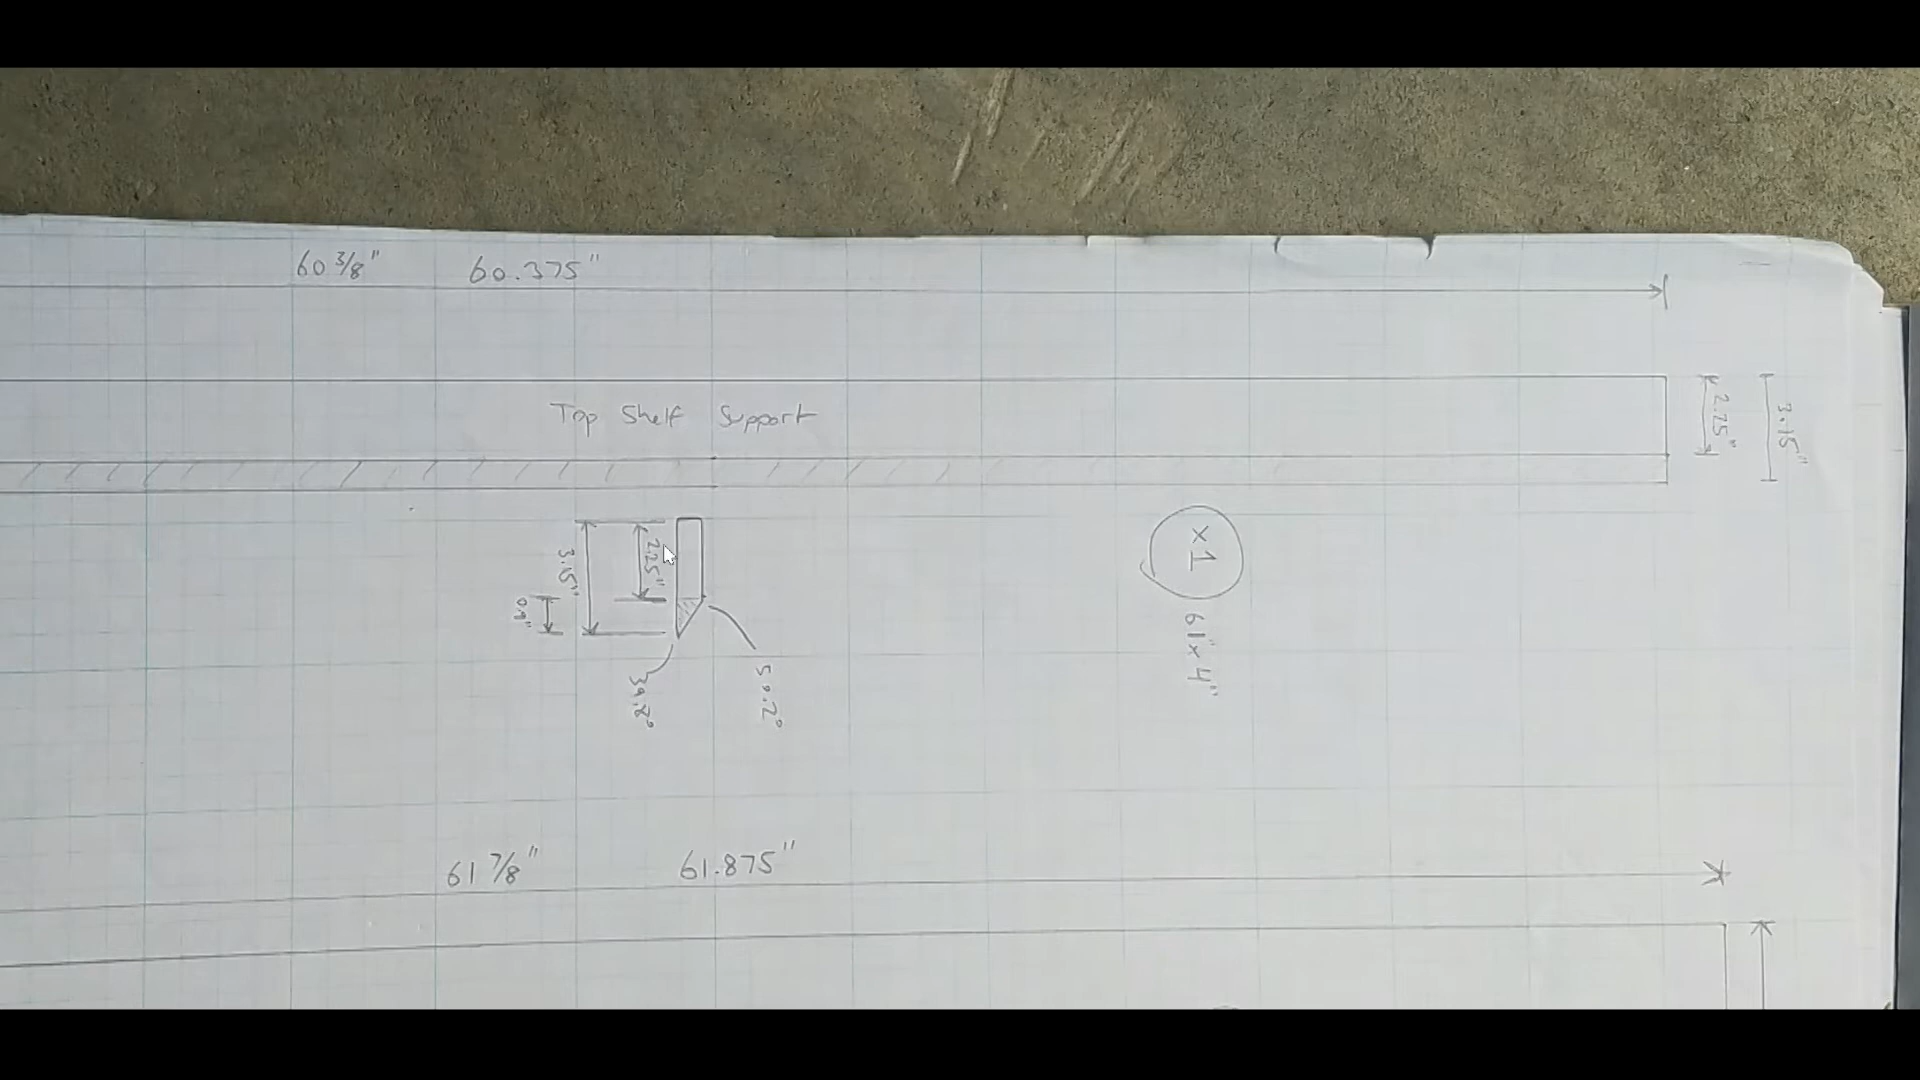 60 3/8" 60.375"
Top Shelf Support
2.25"
3.15"
2.25"
3.15"
0.9"
x1
61" x 4"
50.2°
39.8°
61 7/8" 61.875"